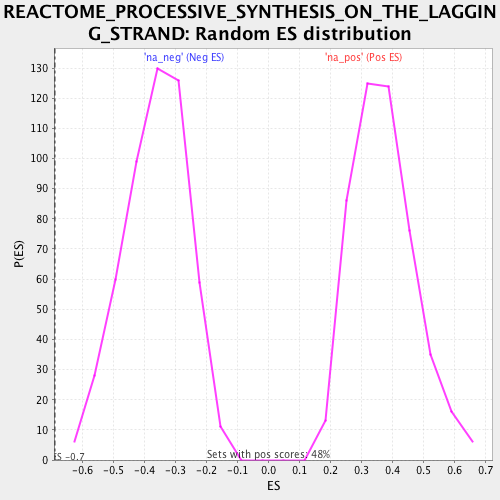 REACTOME_PROCESSIVE_SYNTHESIS_ON_THE_LAGGIN
G_STRAND: Random ES distribution
'na_neg' (Neg ES) 'na_pos' (Pos ES)
130
120
110
100
90
80
70
60
50
40
30
20
10
0
P(ES)
ES -0.7 Sets with pos scores: 48%
-0.6 -0.5 -0.4 -0.3 -0.2 -0.1 0.0 0.1 0.2 0.3 0.4 0.5 0.6 0.7
ES